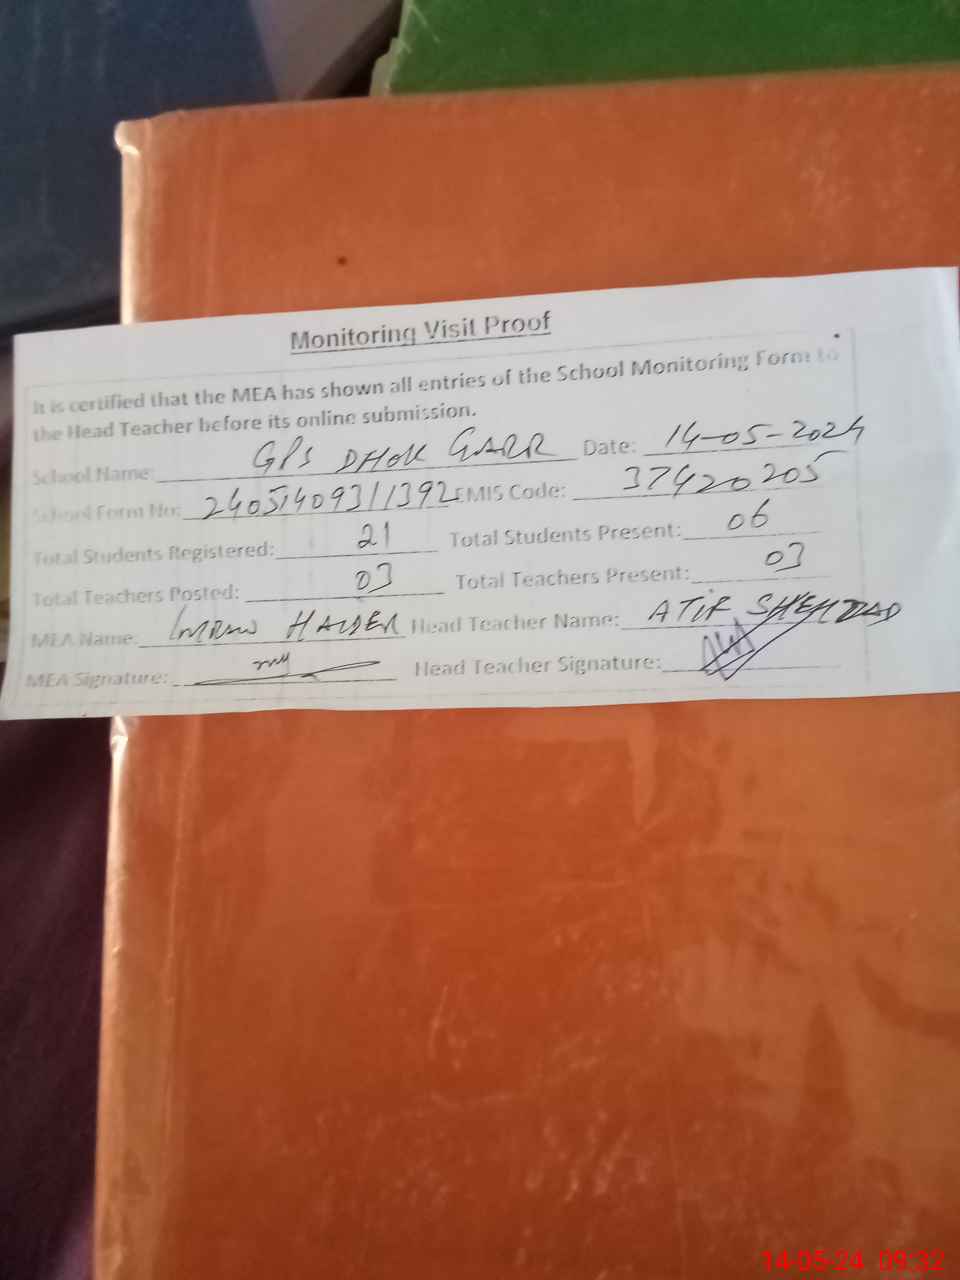 Monitoring Visit Proof
It is certified that the MEA has shown all entries of the School Monitoring Form to
the Head Teacher before its online submission.
School Name: GPS DHOK GARR Date: 14-05-2024
School Form No: 24051409311392 EMIS Code: 37420205
Total Students Registered: 21 Total Students Present: 06
Total Teachers Posted: 03 Total Teachers Present: 03
MEA Name: IMRAN HAIDER Head Teacher Name: ATIF SHEHZAD
MEA Signature: Head Teacher Signature:
14-05-24 09:32